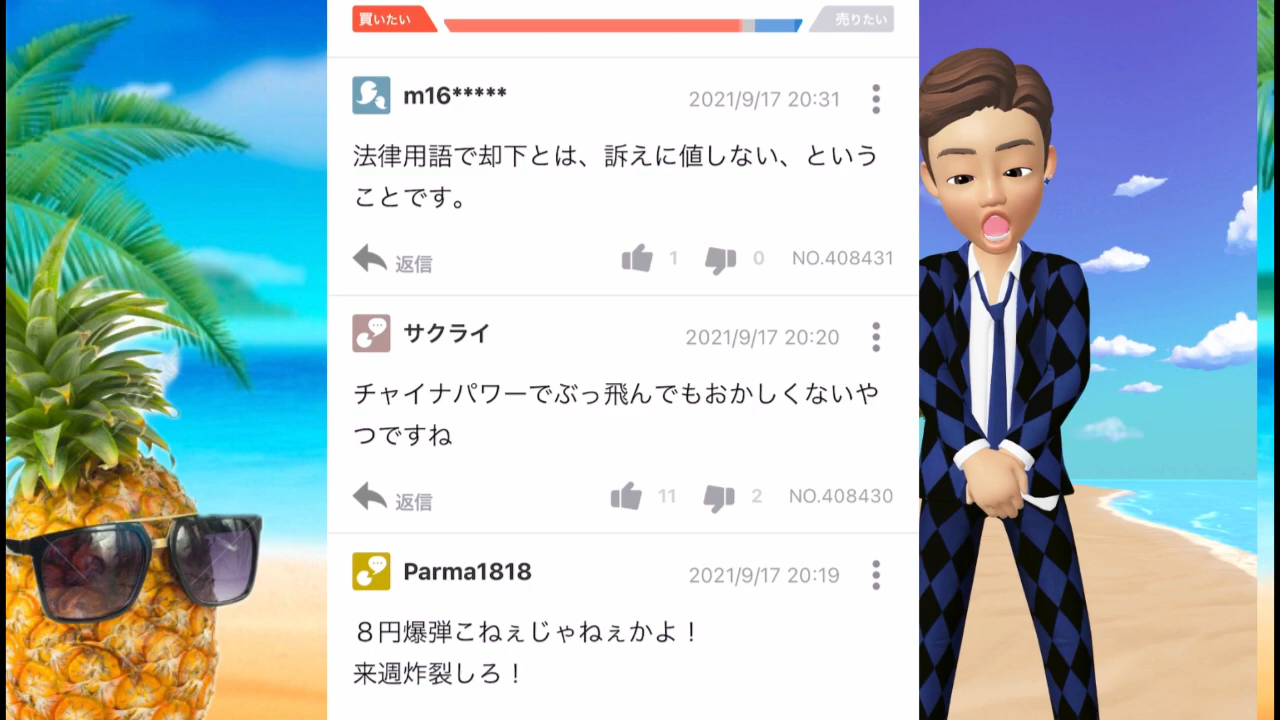 買いたい 売りたい
m16***** 2021/9/17 20:31
法律用語で却下とは、訴えに値しない、という
ことです。
返信 1 0 NO.408431
サクライ 2021/9/17 20:20
チャイナパワーでぶっ飛んでもおかしくないや
つですね
返信 11 2 NO.408430
Parma1818 2021/9/17 20:19
８円爆弾こねぇじゃねぇかよ！
来週炸裂しろ！